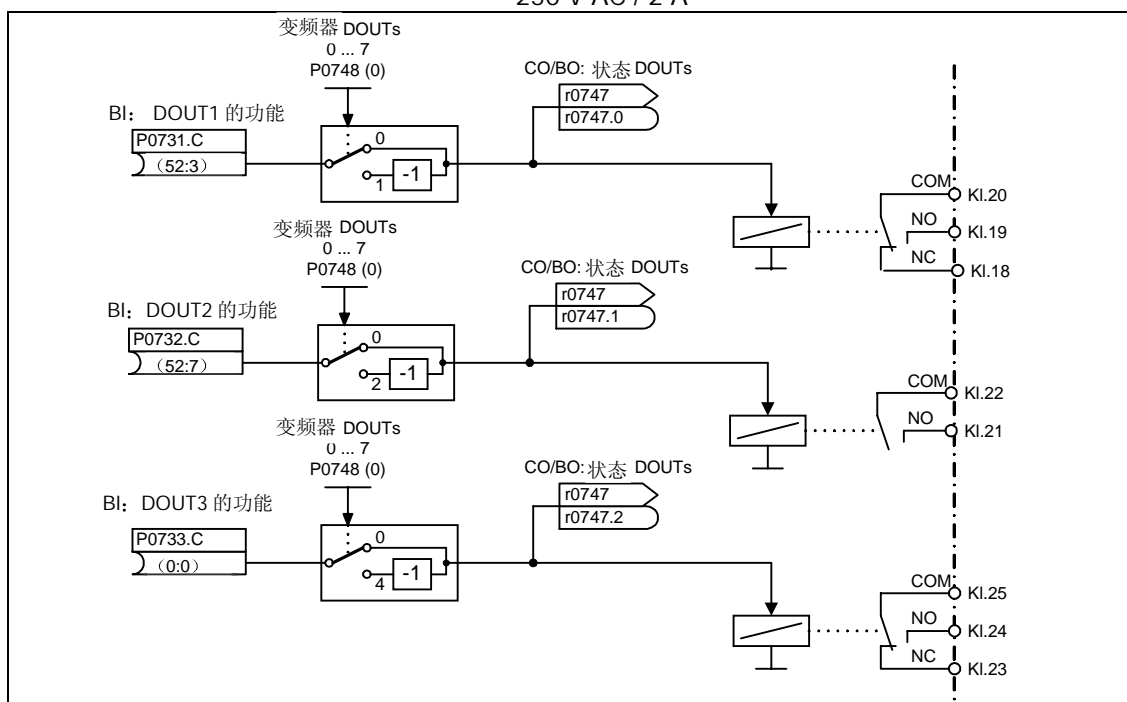 230 V AC / 2 A
变频器 DOUTs
0 ... 7
P0748 (0)
CO/BO: 状态 DOUTs
r0747
r0747.0
BI： DOUT1 的功能
P0731.C
（52:3）
0
1
-1
COM
Kl.20
NO
Kl.19
NC
Kl.18
变频器 DOUTs
0 ... 7
P0748 (0)
CO/BO: 状态 DOUTs
r0747
r0747.1
BI： DOUT2 的功能
P0732.C
（52:7）
0
2
-1
COM
Kl.22
NO
Kl.21
变频器 DOUTs
0 ... 7
P0748 (0)
CO/BO: 状态 DOUTs
r0747
r0747.2
BI：DOUT3 的功能
P0733.C
（0:0）
0
4
-1
COM
Kl.25
NO
Kl.24
NC
Kl.23